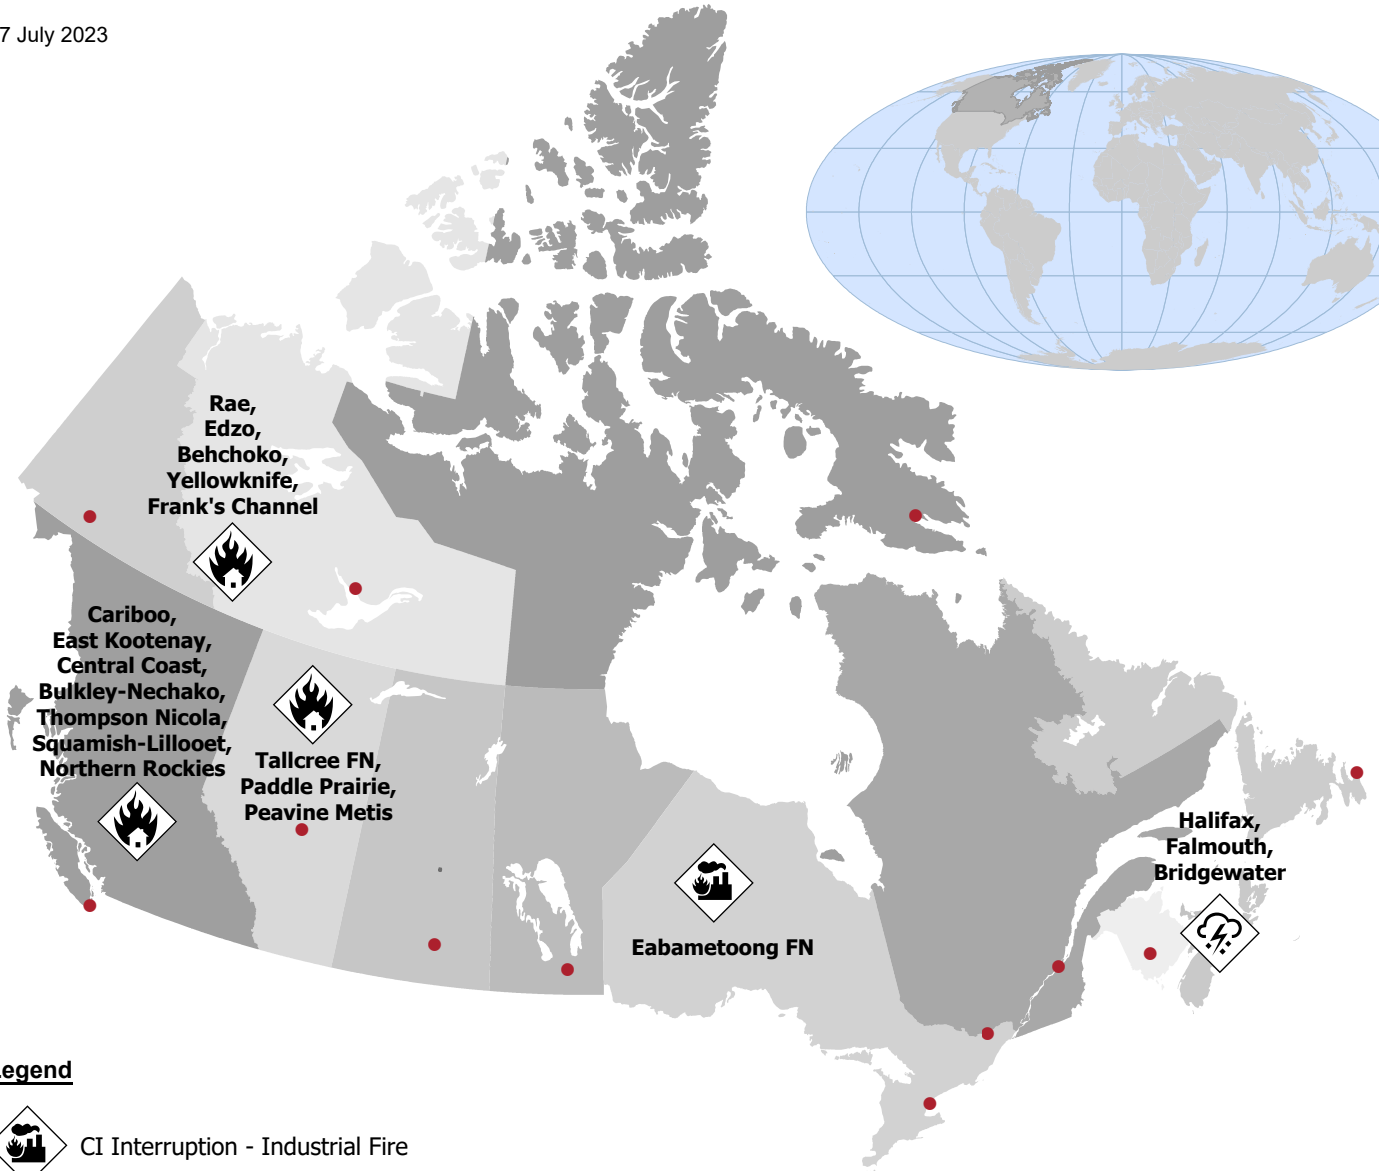 7 July 2023
Rae,
Edzo,
Behchoko,
Yellowknife,
Frank's Channel
Cariboo,
East Kootenay,
Central Coast,
Bulkley-Nechako,
Thompson Nicola,
Squamish-Lillooet,
Northern Rockies
Tallcree FN,
Paddle Prairie,
Peavine Metis
Eabametoong FN
Halifax,
Falmouth,
Bridgewater
Legend
CI Interruption - Industrial Fire